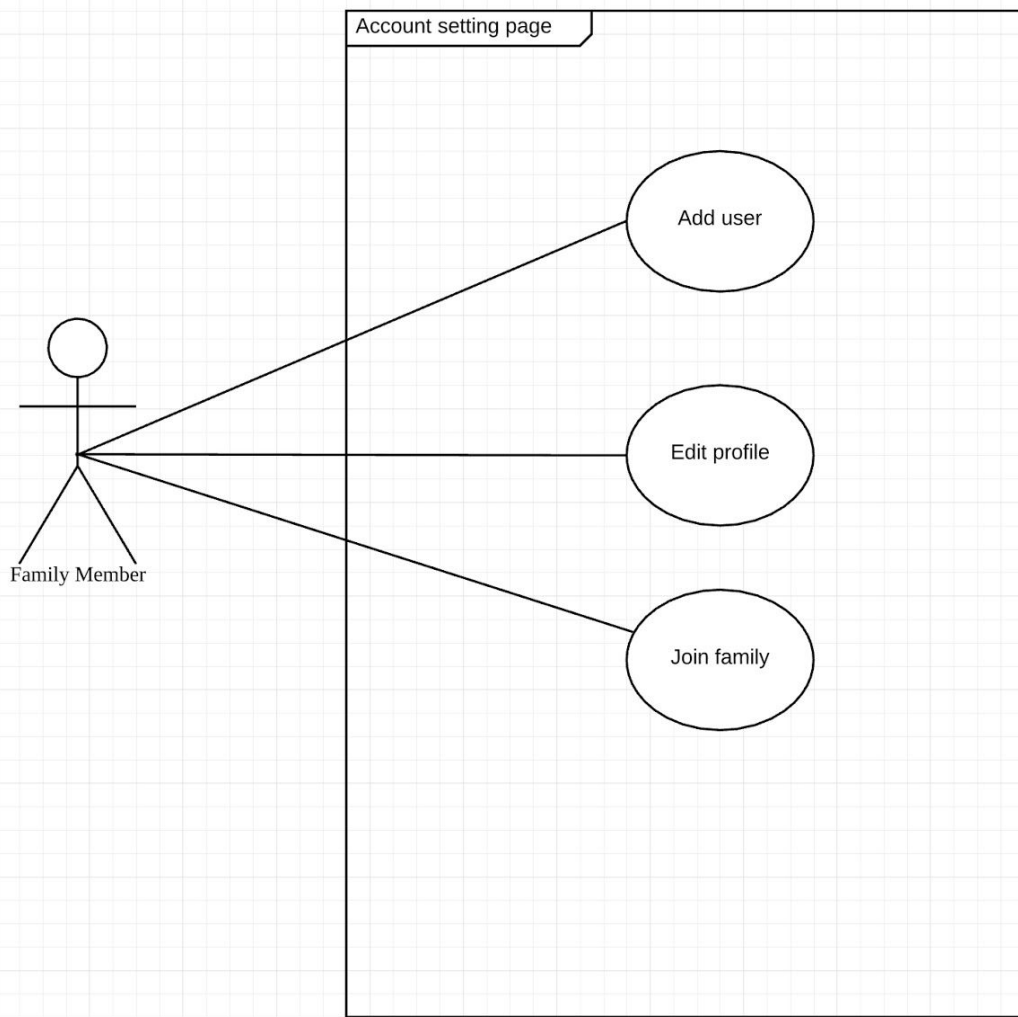 Account setting page
Add user
Edit profile
Join family
Family Member